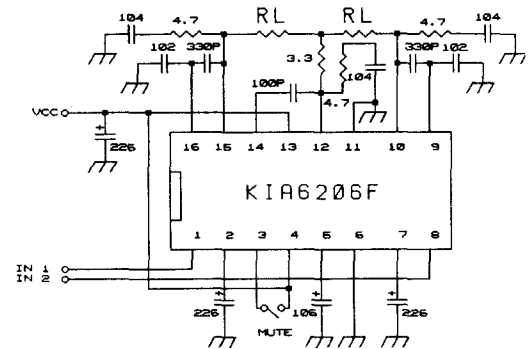 104 4.7 RL RL 4.7 104
102 330P 3.3 330P 102
100P 104
4.7
VCC
226
16 15 14 13 12 11 10 9
KIA6206F
1 2 3 4 5 6 7 8
IN 1
IN 2
226 106 226
MUTE